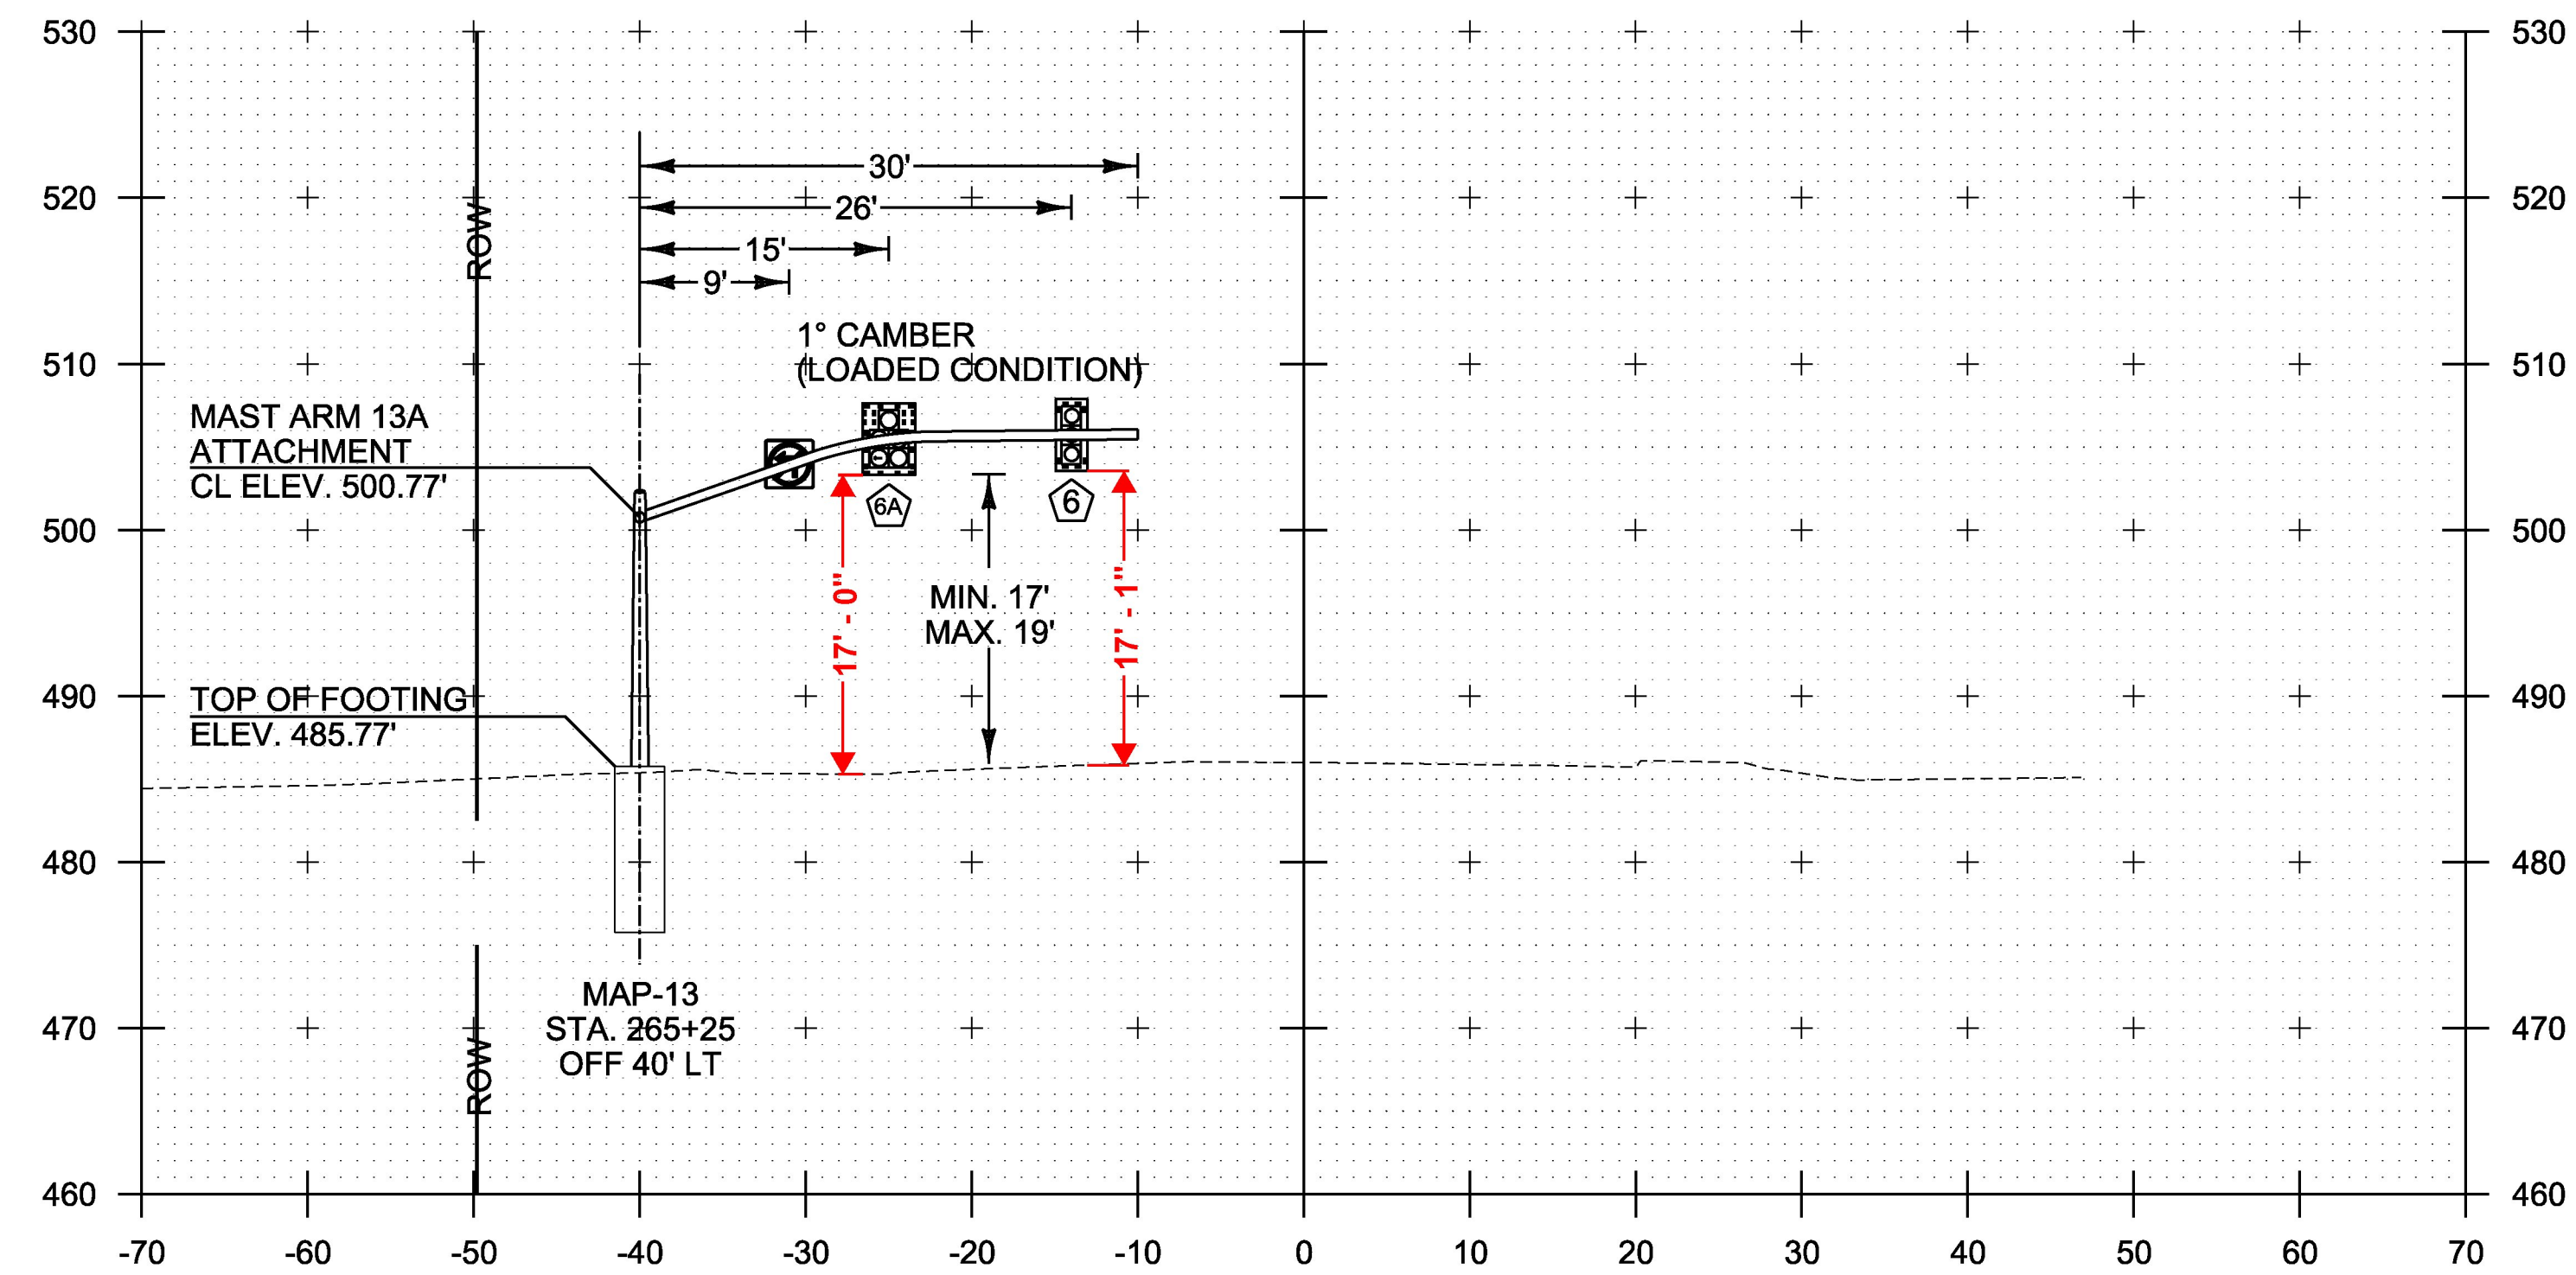 530
530
30'
520
26'
520
ROW
15'
9'
1° CAMBER
(LOADED CONDITION)
510
510
MAST ARM 13A
ATTACHMENT
CL ELEV. 500.77'
6A
6
500
500
17' - 0"
MIN. 17'
MAX. 19'
17' - 1"
490
490
TOP OF FOOTING
ELEV. 485.77'
480
480
MAP-13
STA. 265+25
OFF 40' LT
470
470
ROW
460
460
-70 -60 -50 -40 -30 -20 -10 0 10 20 30 40 50 60 70